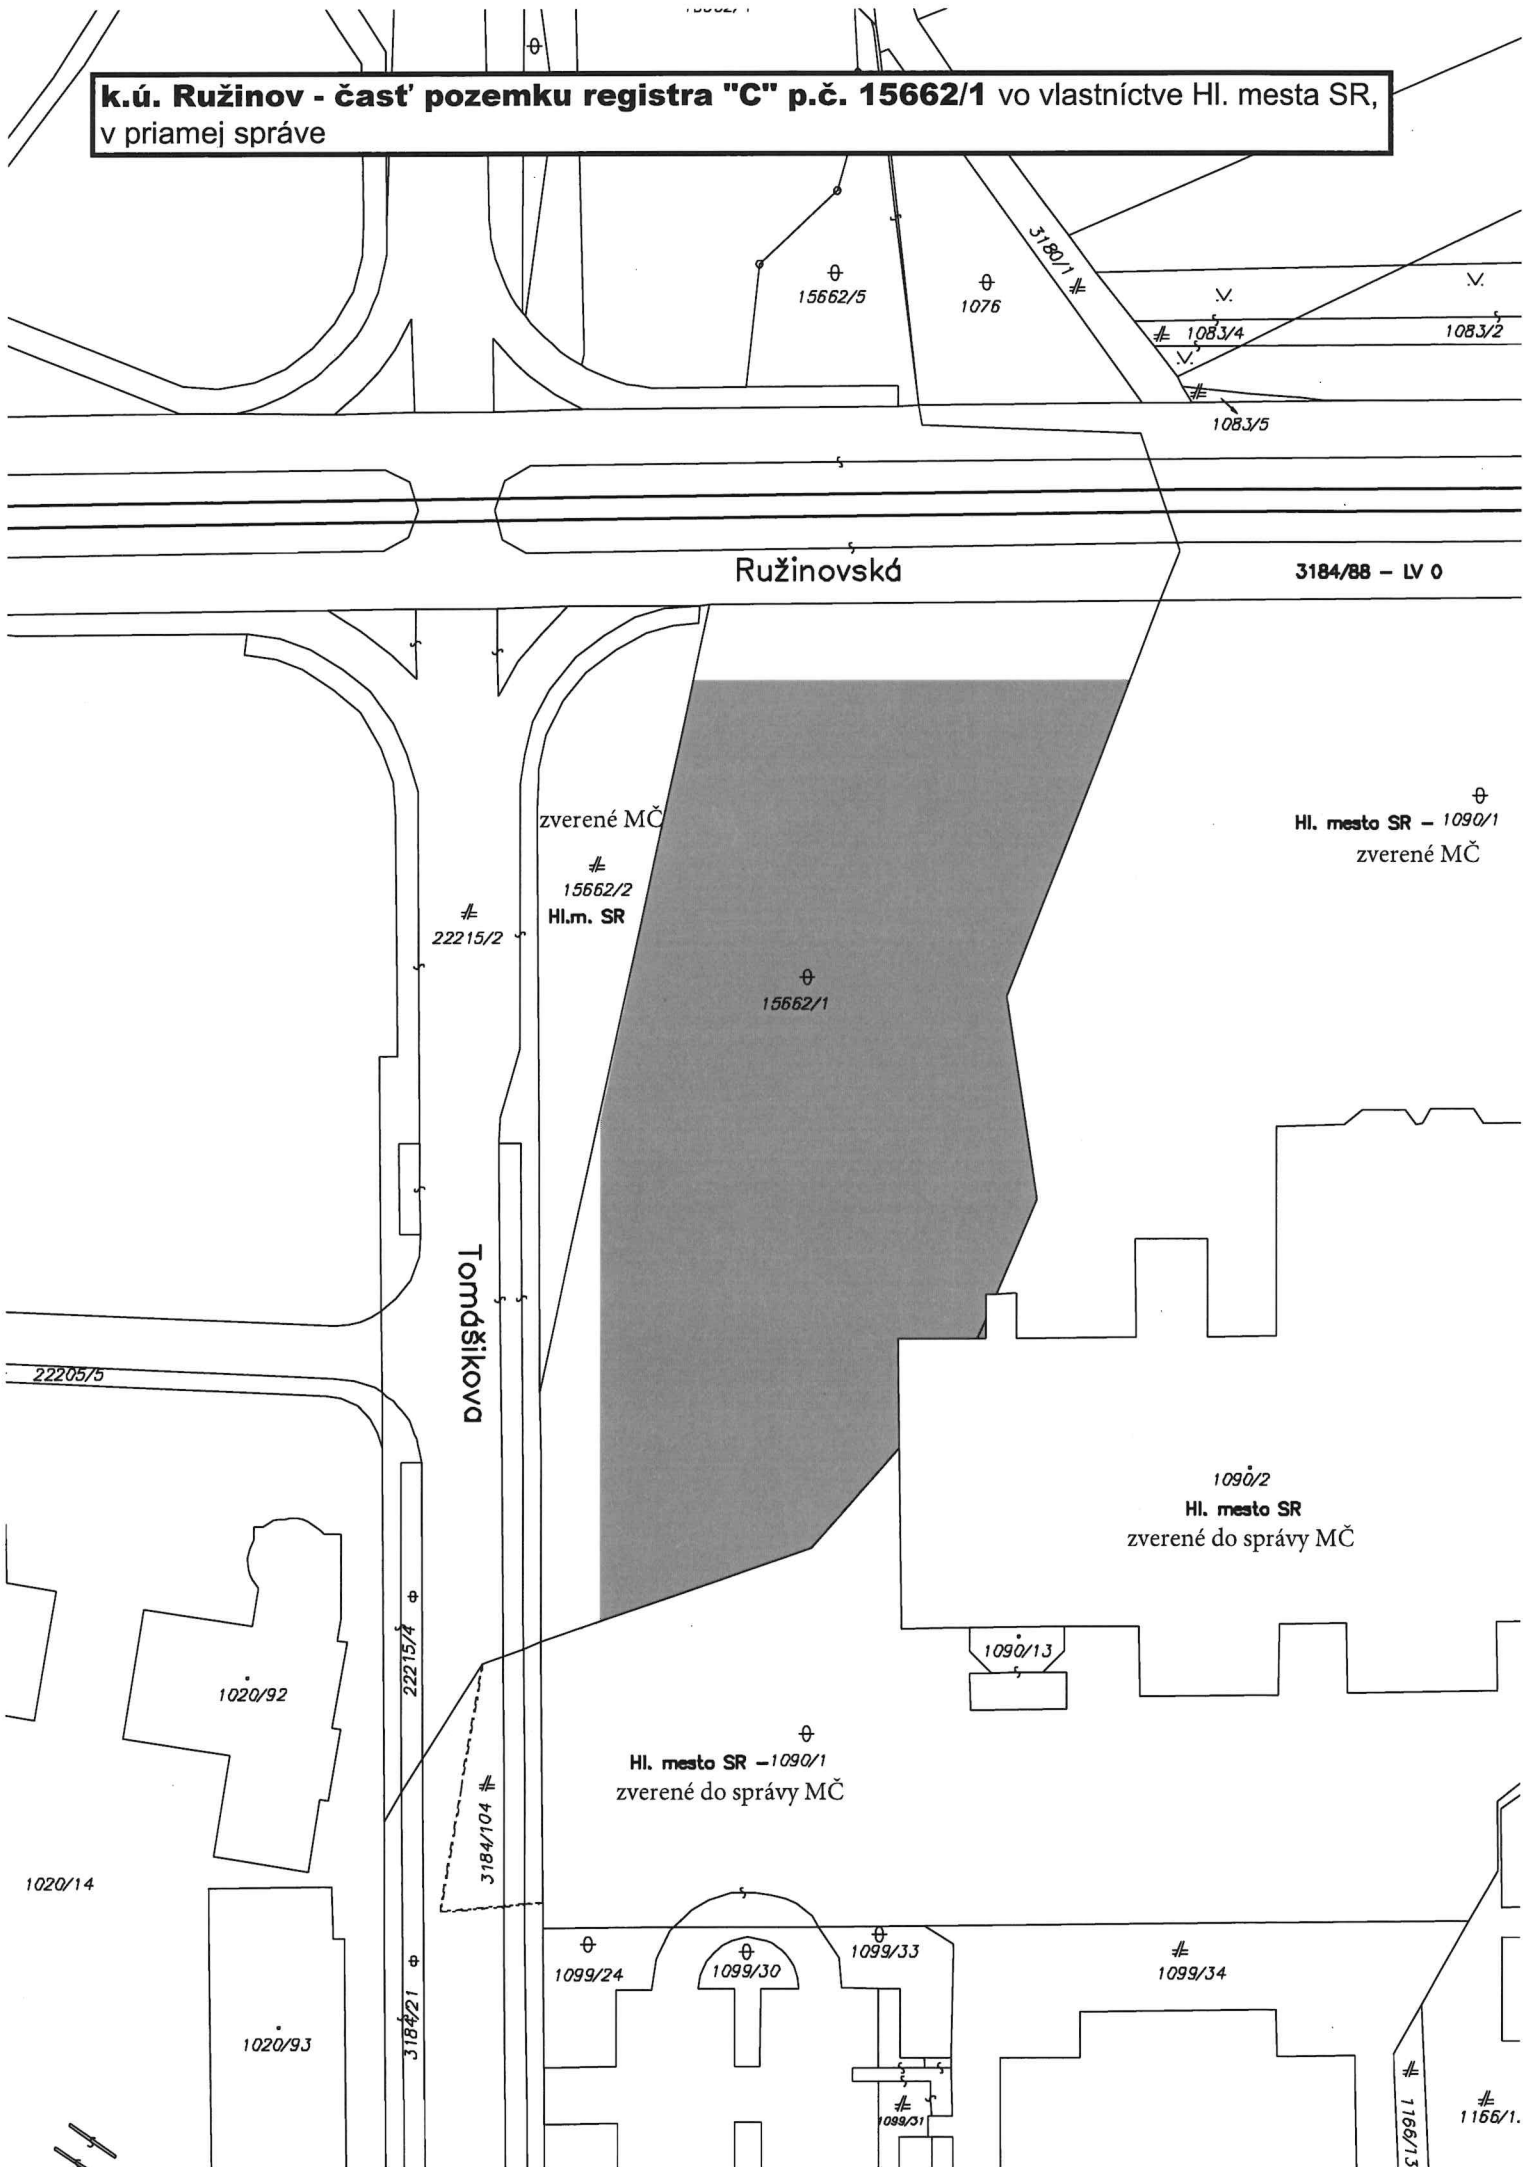 k.ú. Ružinov - časť pozemku registra "C" p.č. 15662/1 vo vlastníctve Hl. mesta SR,
v priamej správe
3180/1
15662/5
1076
1083/4
1083/2
1083/5
Ružinovská
3184/88 - LV 0
zverené MČ
15662/2
Hl.m. SR
22215/2
Hl. mesto SR - 1090/1
zverené MČ
15662/1
Tomášikova
22205/5
1090/2
Hl. mesto SR
zverené do správy MČ
22215/4
1090/13
1020/92
Hl. mesto SR -1090/1
zverené do správy MČ
3184/104
1020/14
1099/24
1099/30
1099/33
1099/34
3184/21
1020/93
1099/31
1166/13
1166/1.